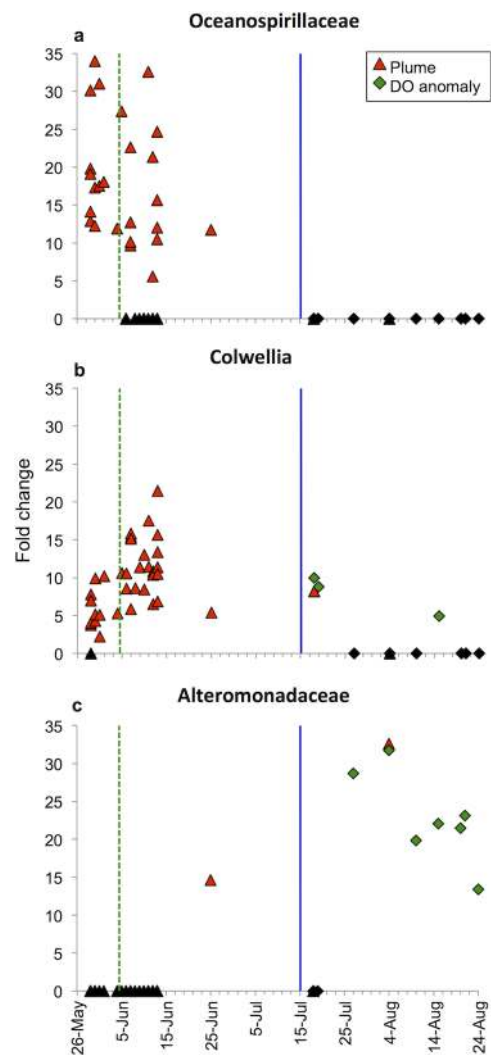 Oceanospirillaceae
a
35
30
25
20
15
10
5
0
Plume
DO anomaly
Colwellia
b
35
30
25
20
15
10
5
0
Fold change
Alteromonadaceae
c
35
30
25
20
15
10
5
0
26-May
5-Jun
15-Jun
25-Jun
5-Jul
15-Jul
25-Jul
4-Aug
14-Aug
24-Aug